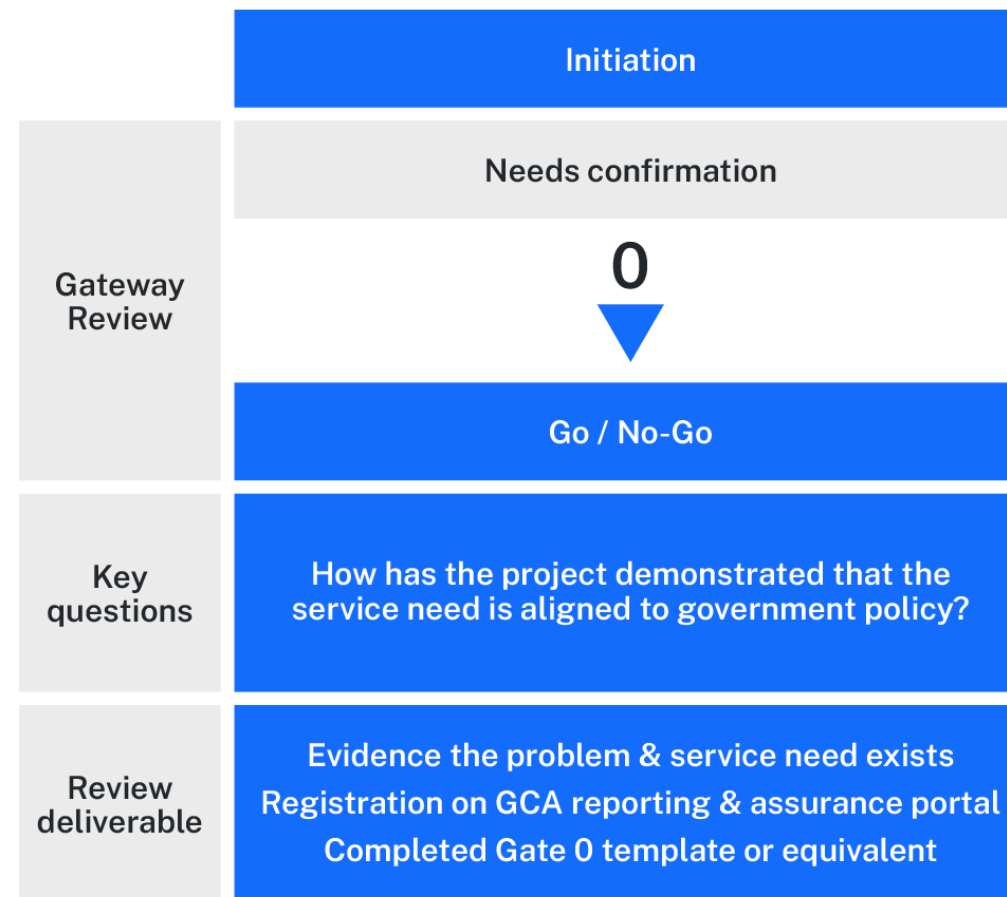 Initiation
Needs confirmation
0
Gateway
Review
Go / No-Go
Key
questions
How has the project demonstrated that the
service need is aligned to government policy?
Review
deliverable
Evidence the problem & service need exists
Registration on GCA reporting & assurance portal
Completed Gate 0 template or equivalent